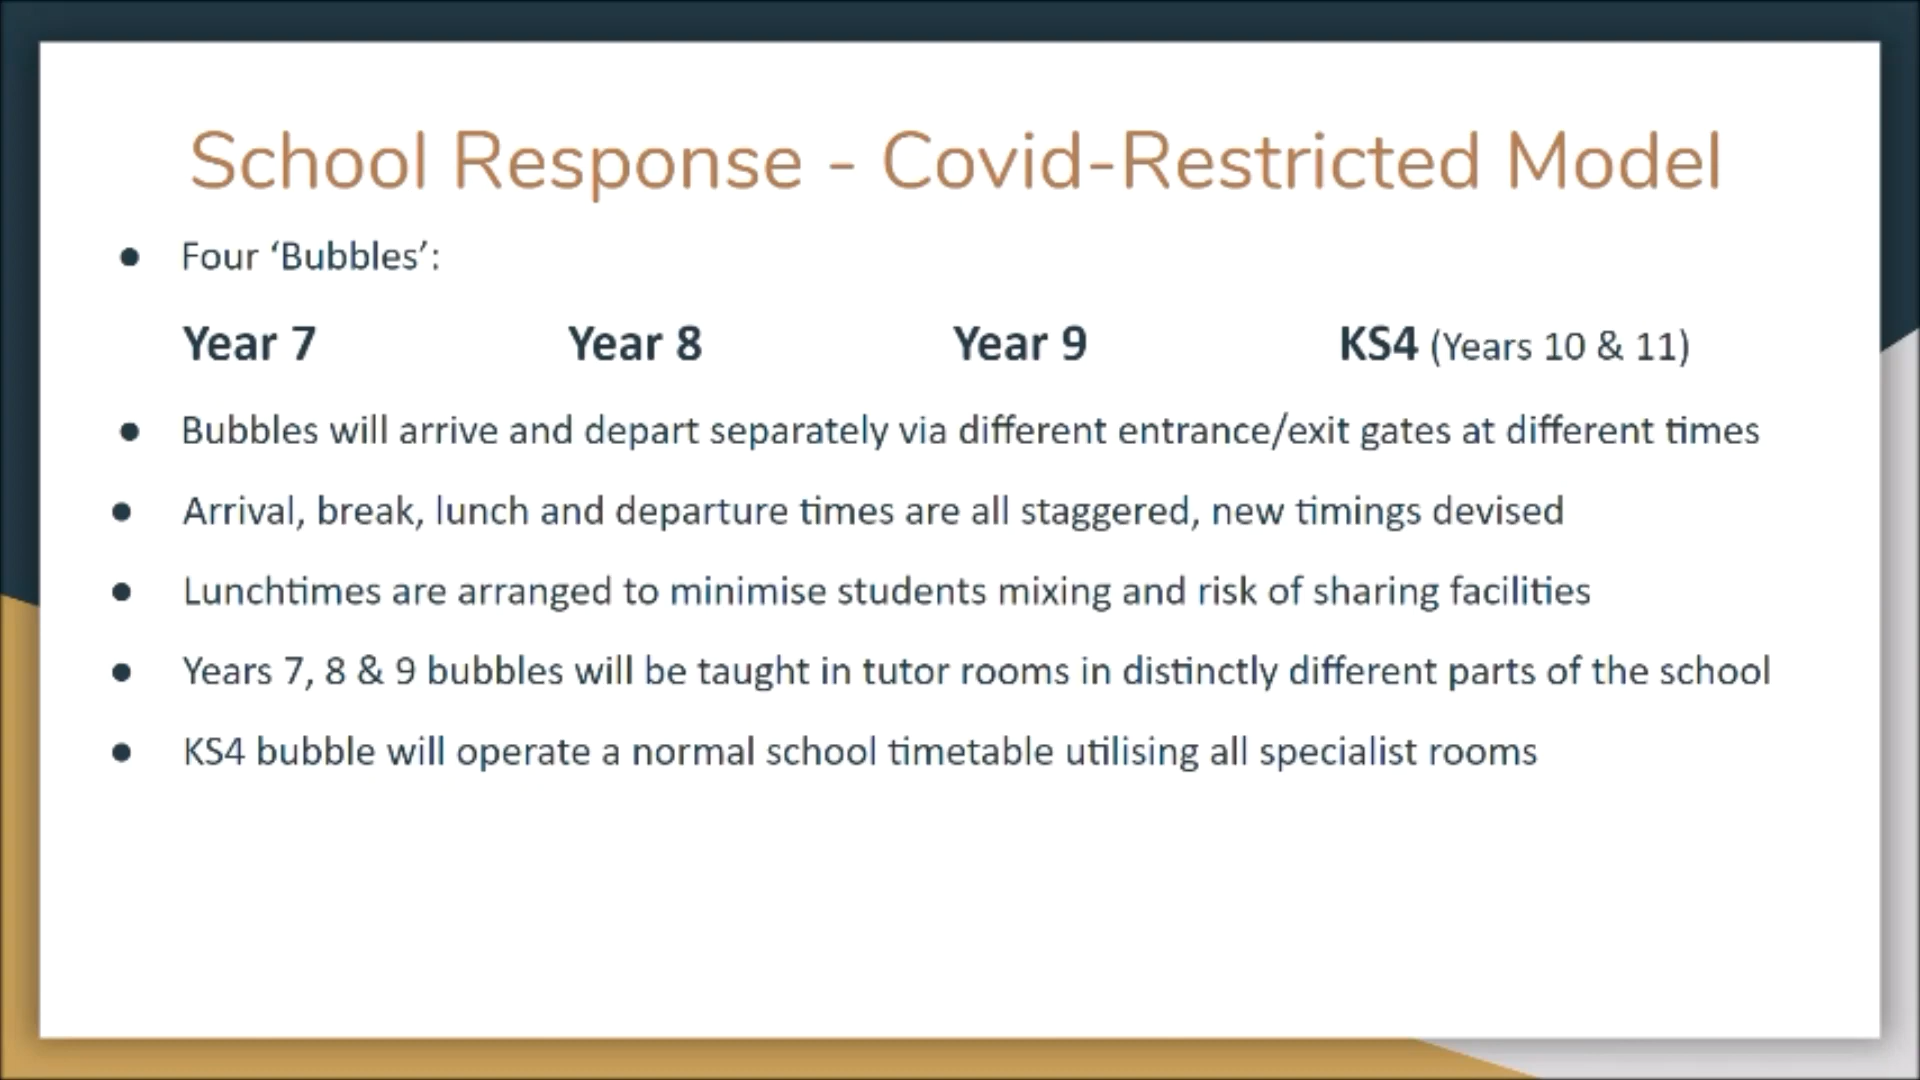 School Response - Covid-Restricted Model
● Four ‘Bubbles’:
Year 7 Year 8 Year 9 KS4 (Years 10 & 11)
● Bubbles will arrive and depart separately via different entrance/exit gates at different times
● Arrival, break, lunch and departure times are all staggered, new timings devised
● Lunchtimes are arranged to minimise students mixing and risk of sharing facilities
● Years 7, 8 & 9 bubbles will be taught in tutor rooms in distinctly different parts of the school
● KS4 bubble will operate a normal school timetable utilising all specialist rooms